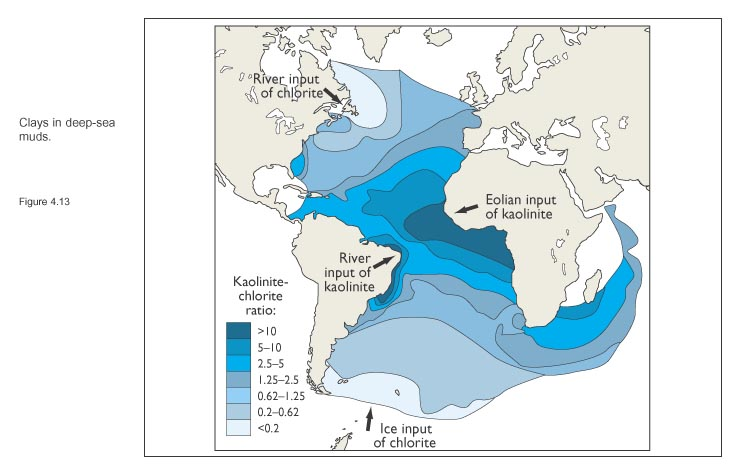 Clays in deep-sea
muds.
Figure 4.13
River input
of chlorite
Eolian input
of kaolinite
River
input of
kaolinite
Kaolinite-
chlorite
ratio:
>10
5–10
2.5–5
1.25–2.5
0.62–1.25
0.2–0.62
<0.2
Ice input
of chlorite